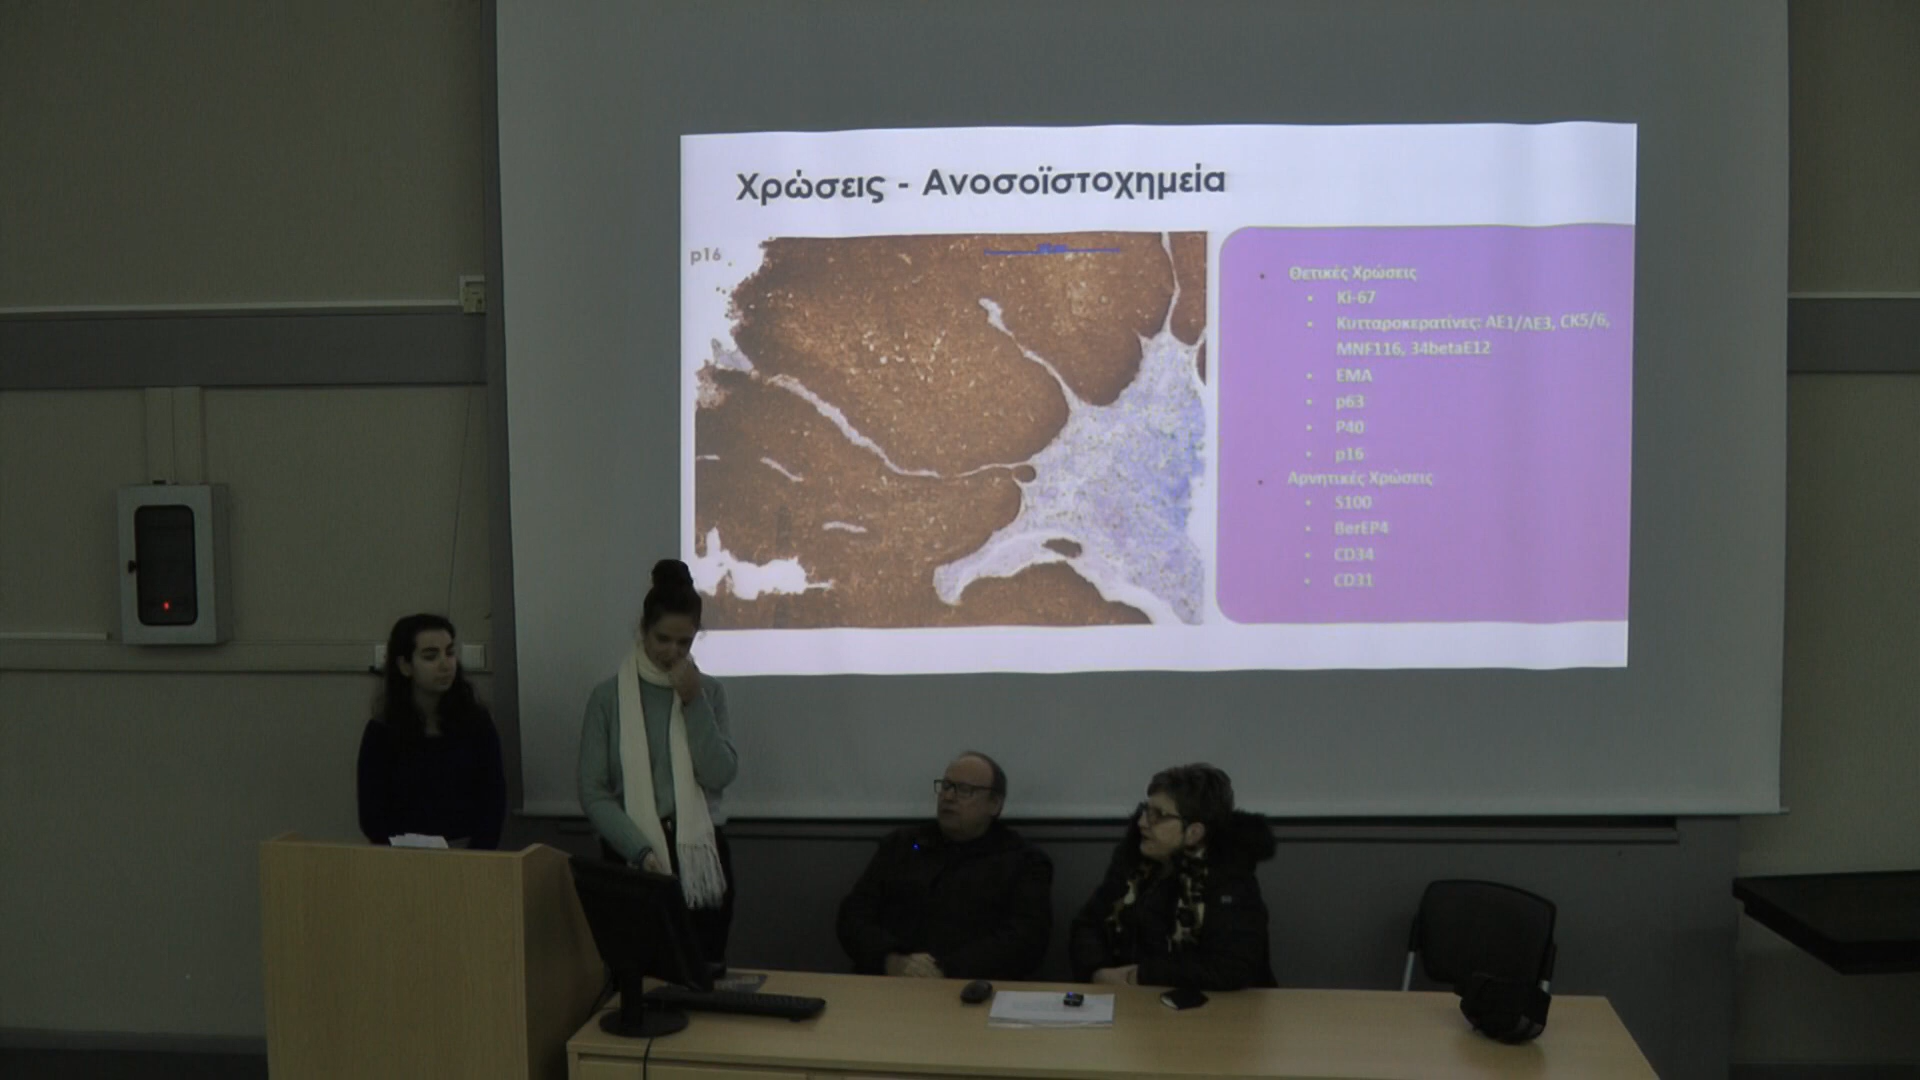 Χρώσεις - Ανοσοϊστοχημεία
p16
Θετικές Χρώσεις
Ki-67
Κυτταροκερατίνες: AE1/AE3, CK5/6,
MNF116, 34betaE12
EMA
p63
P40
p16
Αρνητικές Χρώσεις
S100
BerEP4
CD34
CD31